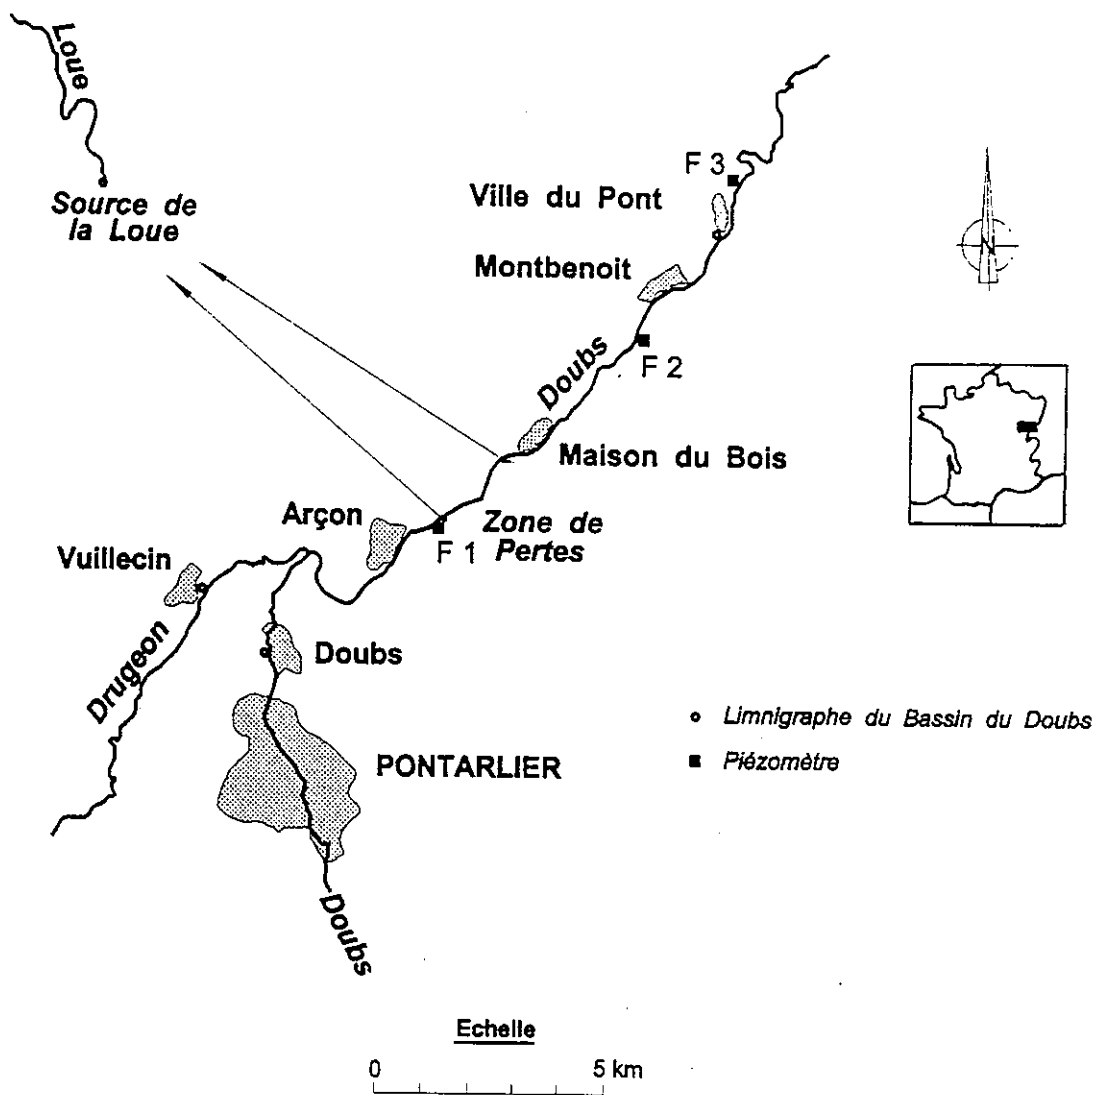 Loue
Source de
la Loue
F 3
Ville du Pont
Montbenoit
N
Doubs
F 2
Maison du Bois
Arçon
Zone de
Pertes
F 1
Vuillecin
Drugeon
Doubs
PONTARLIER
Limnigraphe du Bassin du Doubs
Piézomètre
Doubs
Echelle
0 5 km